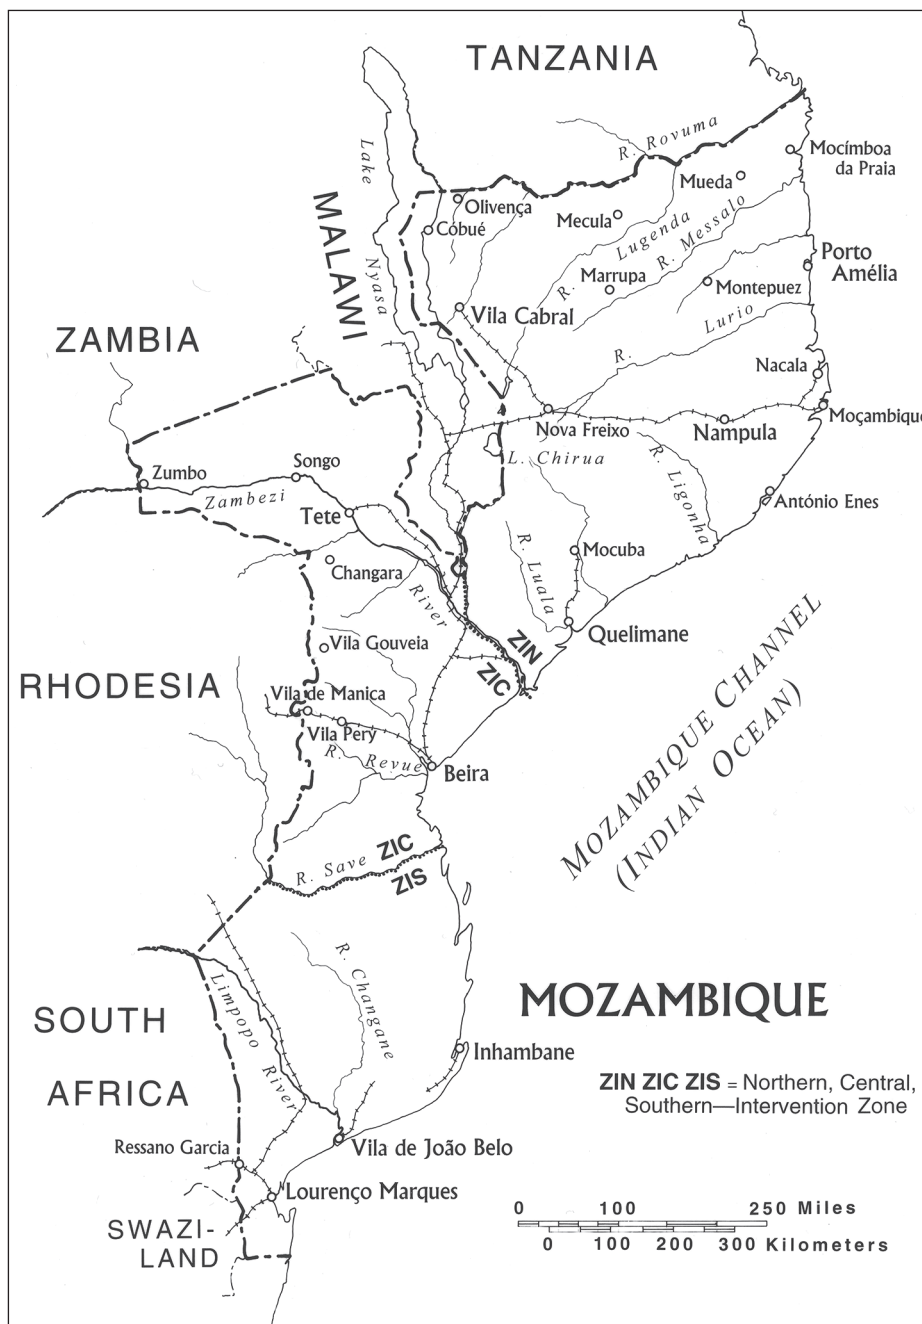 TANZANIA
R. Rovuma
Mocímboa
da Praia
Lake
Nyasa
MALAWI
Mueda
Olivença
Cóbué
Mecula
Lugenda
R.
R. Messalo
Marrupa
Montepuez
Porto
Amélia
Vila Cabral
R. Lurio
ZAMBIA
Nacala
Moçambique
Nova Freixo
Nampula
L. Chirua
R. Ligonha
Zumbo
Songo
Zambezi
River
Tete
António Enes
Changara
Mocuba
R. Luala
Quelimane
Vila Gouveia
ZIN
ZIC
RHODESIA
Vila de Manica
Vila Pery
R. Revue
Beira
MOZAMBIQUE CHANNEL
(INDIAN OCEAN)
R. Save
ZIC
ZIS
R. Changane
Limpopo
River
SOUTH
AFRICA
MOZAMBIQUE
Inhambane
ZIN ZIC ZIS = Northern, Central,
Southern—Intervention Zone
Ressano Garcia
Vila de João Belo
Lourenço Marques
SWAZI-
LAND
0 100 250 Miles
0 100 200 300 Kilometers